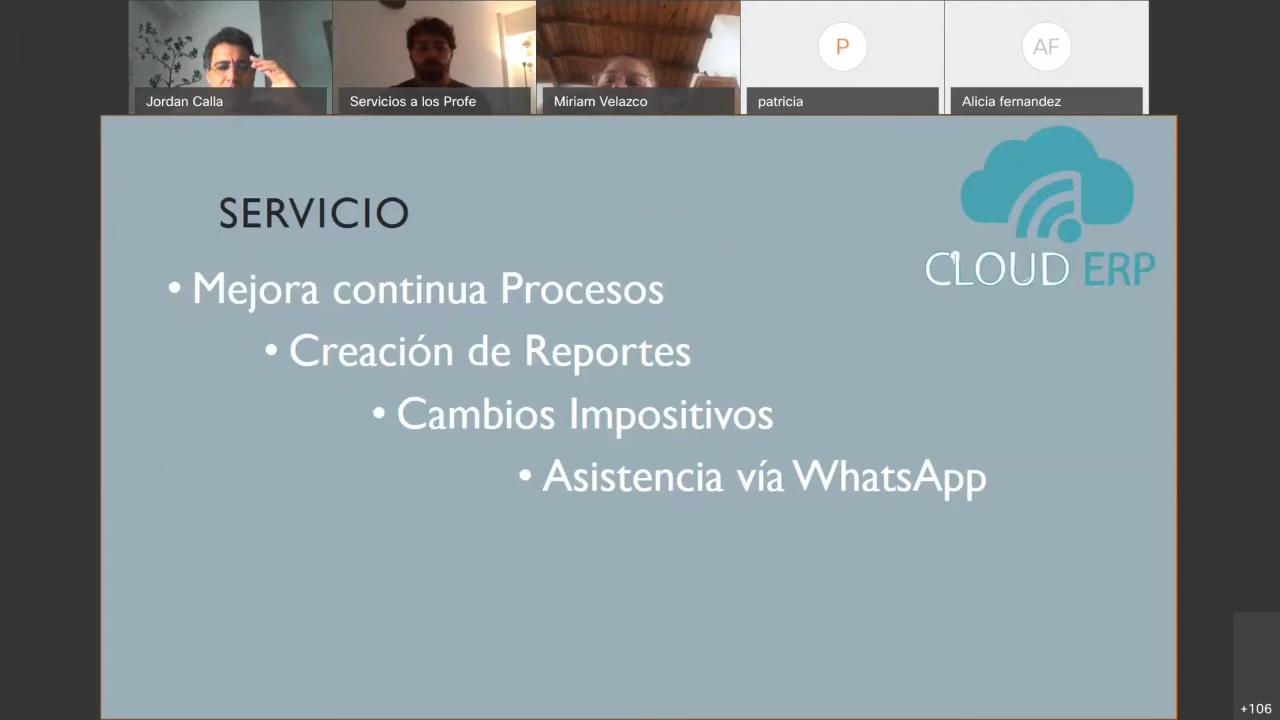 Jordan Calla
Servicios a los Profe
Miriam Velazco
P
patricia
AF
Alicia fernandez
CLOUD ERP
SERVICIO
• Mejora continua Procesos
• Creación de Reportes
• Cambios Impositivos
• Asistencia vía WhatsApp
+106